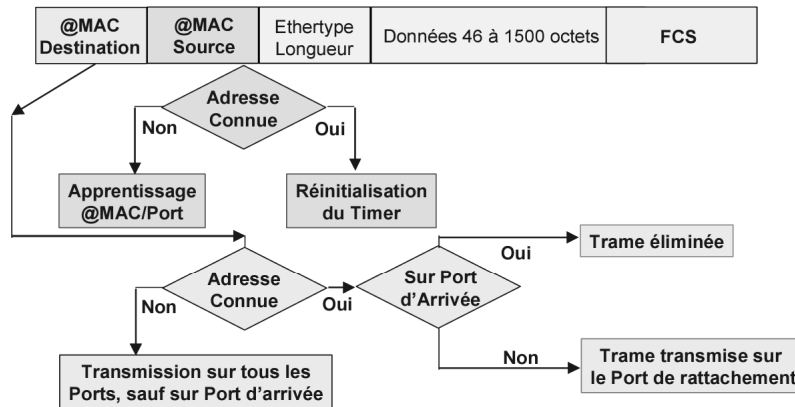 @MAC
Destination
@MAC
Source
Ethertype
Longueur
Données 46 à 1500 octets
FCS
Adresse
Connue
Non
Oui
Apprentissage
@MAC/Port
Réinitialisation
du Timer
Adresse
Connue
Non
Oui
Sur Port
d'Arrivée
Oui
Trame éliminée
Non
Trame transmise sur
le Port de rattachement
Transmission sur tous les
Ports, sauf sur Port d'arrivée